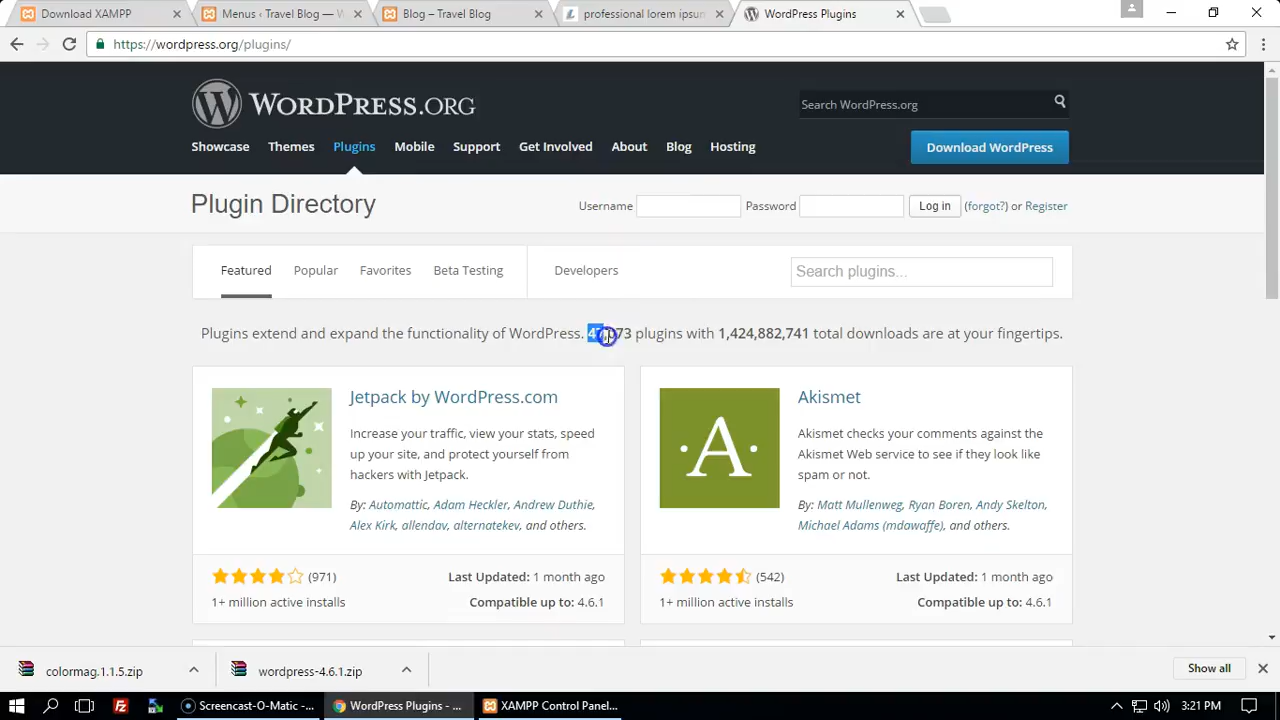 Download XAMPP
Menus ‹ Travel Blog — W
Blog – Travel Blog
professional lorem ipsun
WordPress Plugins
https://wordpress.org/plugins/
WORDPRESS.ORG
Search WordPress.org
Showcase Themes Plugins Mobile Support Get Involved About Blog Hosting
Download WordPress
Plugin Directory
Username Password Log in (forgot?) or Register
Featured Popular Favorites Beta Testing Developers
Search plugins...
Plugins extend and expand the functionality of WordPress. 47,073 plugins with 1,424,882,741 total downloads are at your fingertips.
Jetpack by WordPress.com
Increase your traffic, view your stats, speed
up your site, and protect yourself from
hackers with Jetpack.
By: Automattic, Adam Heckler, Andrew Duthie,
Alex Kirk, allendav, alternatekev, and others.
(971)
Last Updated: 1 month ago
1+ million active installs
Compatible up to: 4.6.1
A
Akismet
Akismet checks your comments against the
Akismet Web service to see if they look like
spam or not.
By: Matt Mullenweg, Ryan Boren, Andy Skelton,
Michael Adams (mdawaffe), and others.
(542)
Last Updated: 1 month ago
1+ million active installs
Compatible up to: 4.6.1
colormag.1.1.5.zip
wordpress-4.6.1.zip
Show all
Screencast-O-Matic -...
WordPress Plugins - ...
XAMPP Control Panel...
3:21 PM